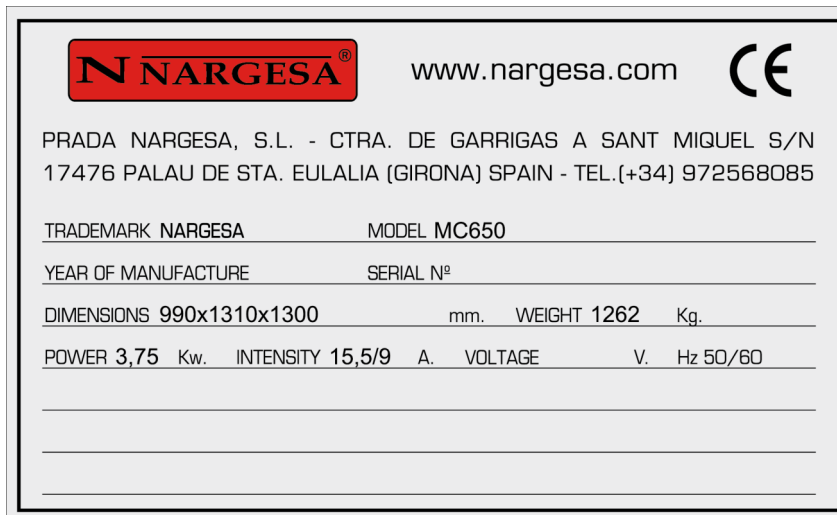 N NARGESA® www.nargesa.com CE
PRADA NARGESA, S.L. - CTRA. DE GARRIGAS A SANT MIQUEL S/N
17476 PALAU DE STA. EULALIA (GIRONA) SPAIN - TEL.(+34) 972568085
TRADEMARK NARGESA MODEL MC650
YEAR OF MANUFACTURE SERIAL Nº
DIMENSIONS 990x1310x1300 mm. WEIGHT 1262 Kg.
POWER 3,75 Kw. INTENSITY 15,5/9 A. VOLTAGE V. Hz 50/60